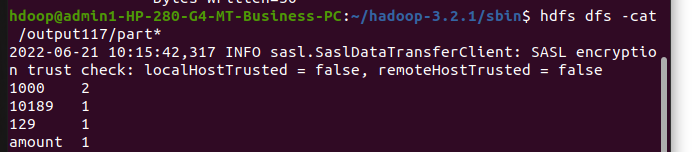 hdoop@admin1-HP-280-G4-MT-Business-PC:~/hadoop-3.2.1/sbin$ hdfs dfs -cat
/output117/part*
2022-06-21 10:15:42,317 INFO sasl.SaslDataTransferClient: SASL encryptio
n trust check: localHostTrusted = false, remoteHostTrusted = false
1000 2
10189 1
129 1
amount 1